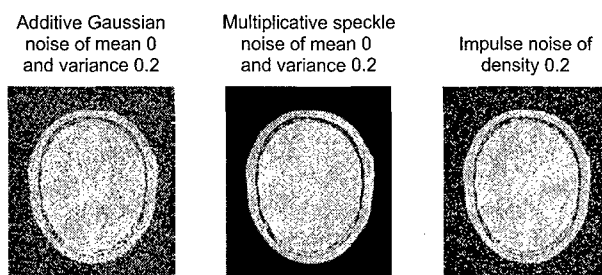 Additive Gaussian
noise of mean 0
and variance 0.2
Multiplicative speckle
noise of mean 0
and variance 0.2
Impulse noise of
density 0.2